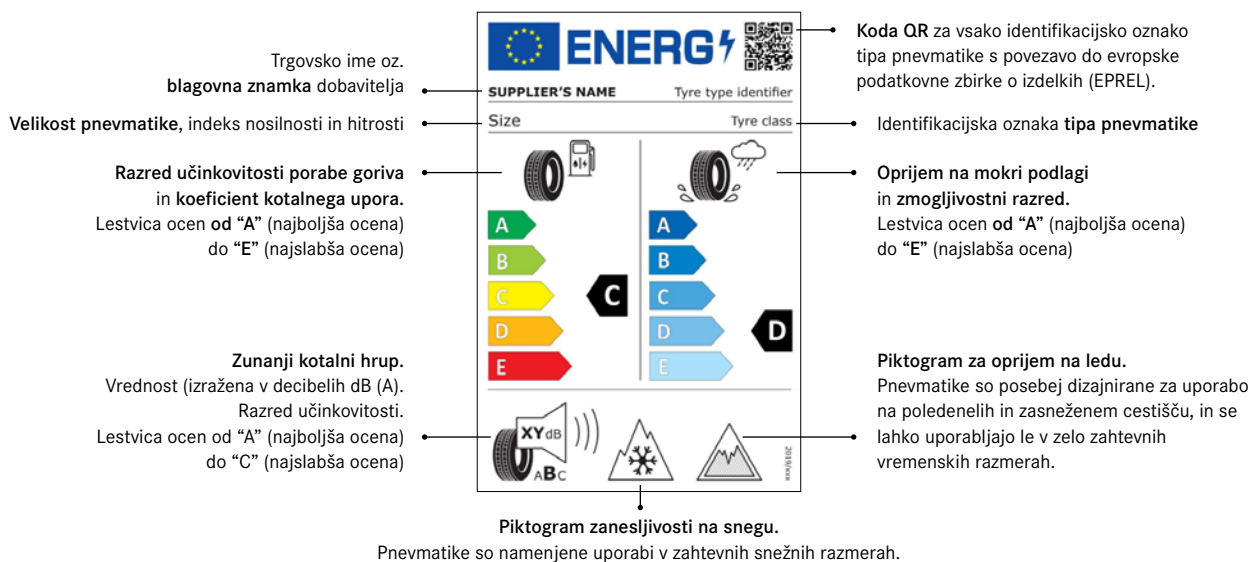 Trgovsko ime oz.
blagovna znamka dobavitelja
Velikost pnevmatike, indeks nosilnosti in hitrosti
Razred učinkovitosti porabe goriva
in koeficient kotalnega upora.
Lestvica ocen od “A” (najboljša ocena)
do “E” (najslabša ocena)
Zunanji kotalni hrup.
Vrednost (izražena v decibelih dB (A).
Razred učinkovitosti.
Lestvica ocen od “A” (najboljša ocena)
do “C” (najslabša ocena)
ENERG
SUPPLIER'S NAME Tyre type identifier
Size Tyre class
A A
B B
C C C
D D D
E E
XY dB
ABC
2019/xxx
Koda QR za vsako identifikacijsko oznako
tipa pnevmatike s povezavo do evropske
podatkovne zbirke o izdelkih (EPREL).
Identifikacijska oznaka tipa pnevmatike
Oprijem na mokri podlagi
in zmogljivostni razred.
Lestvica ocen od “A” (najboljša ocena)
do “E” (najslabša ocena)
Piktogram za oprijem na ledu.
Pnevmatike so posebej dizajnirane za uporabo
na poledenelih in zasneženem cestišču, in se
lahko uporabljajo le v zelo zahtevnih
vremenskih razmerah.
Piktogram zanesljivosti na snegu.
Pnevmatike so namenjene uporabi v zahtevnih snežnih razmerah.